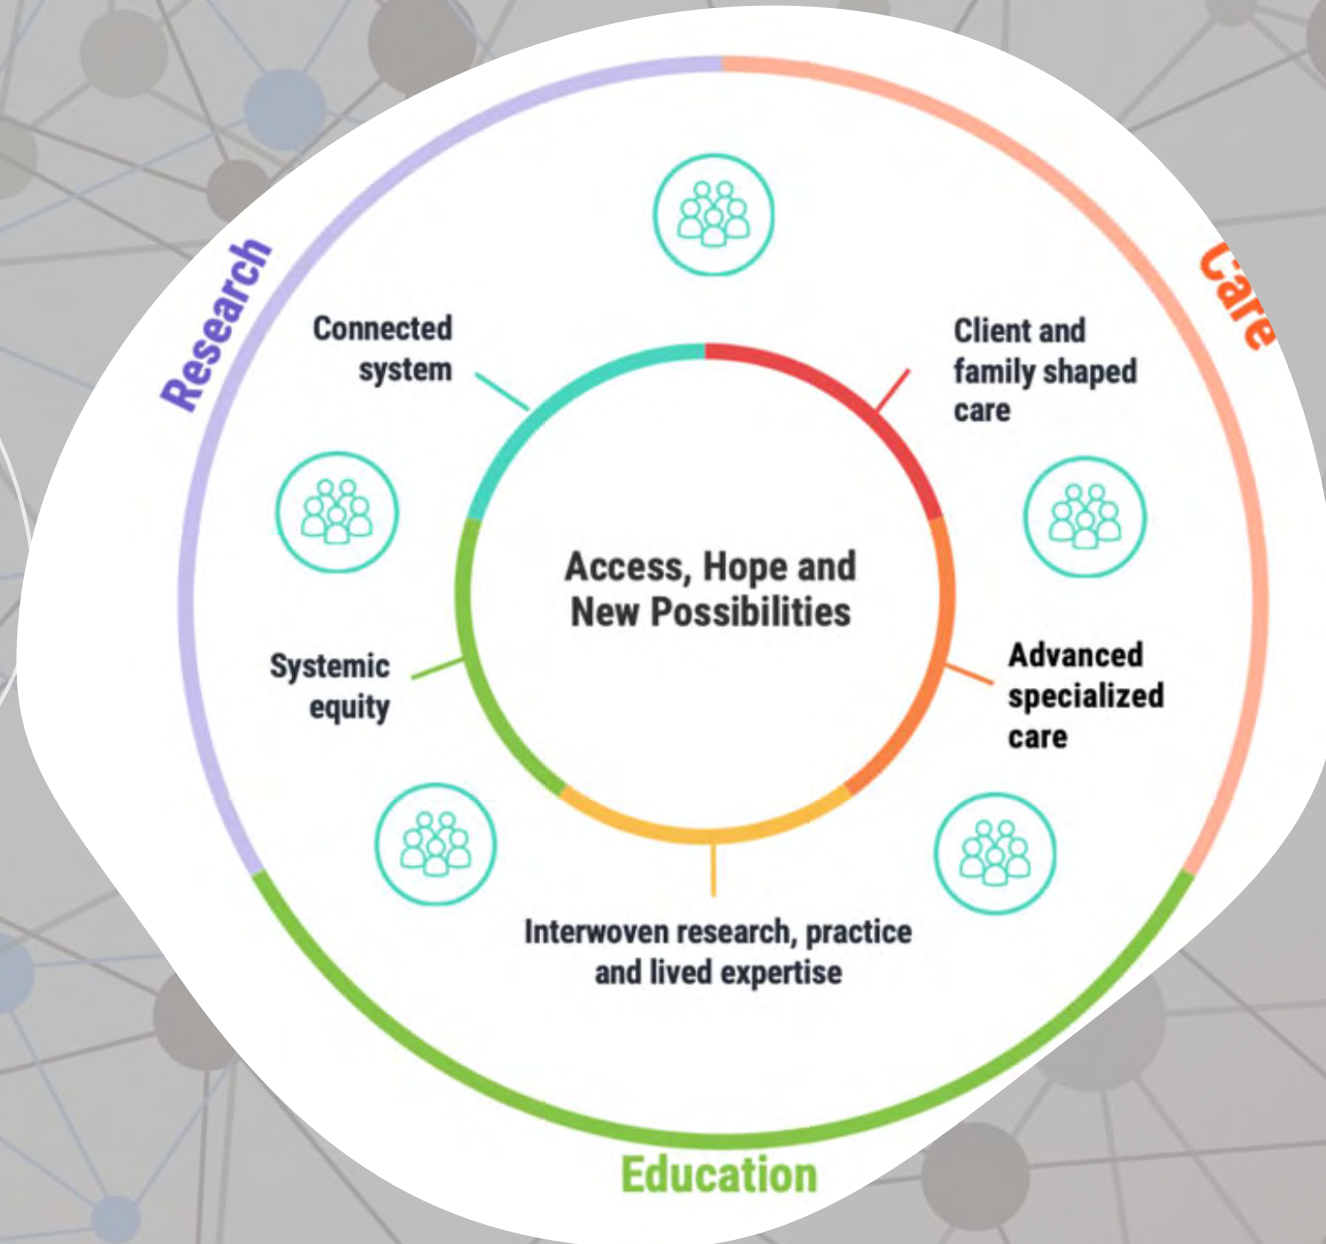 Research
Care
Connected
system
Client and
family shaped
care
Access, Hope and
New Possibilities
Systemic
equity
Advanced
specialized
care
Interwoven research, practice
and lived expertise
Education